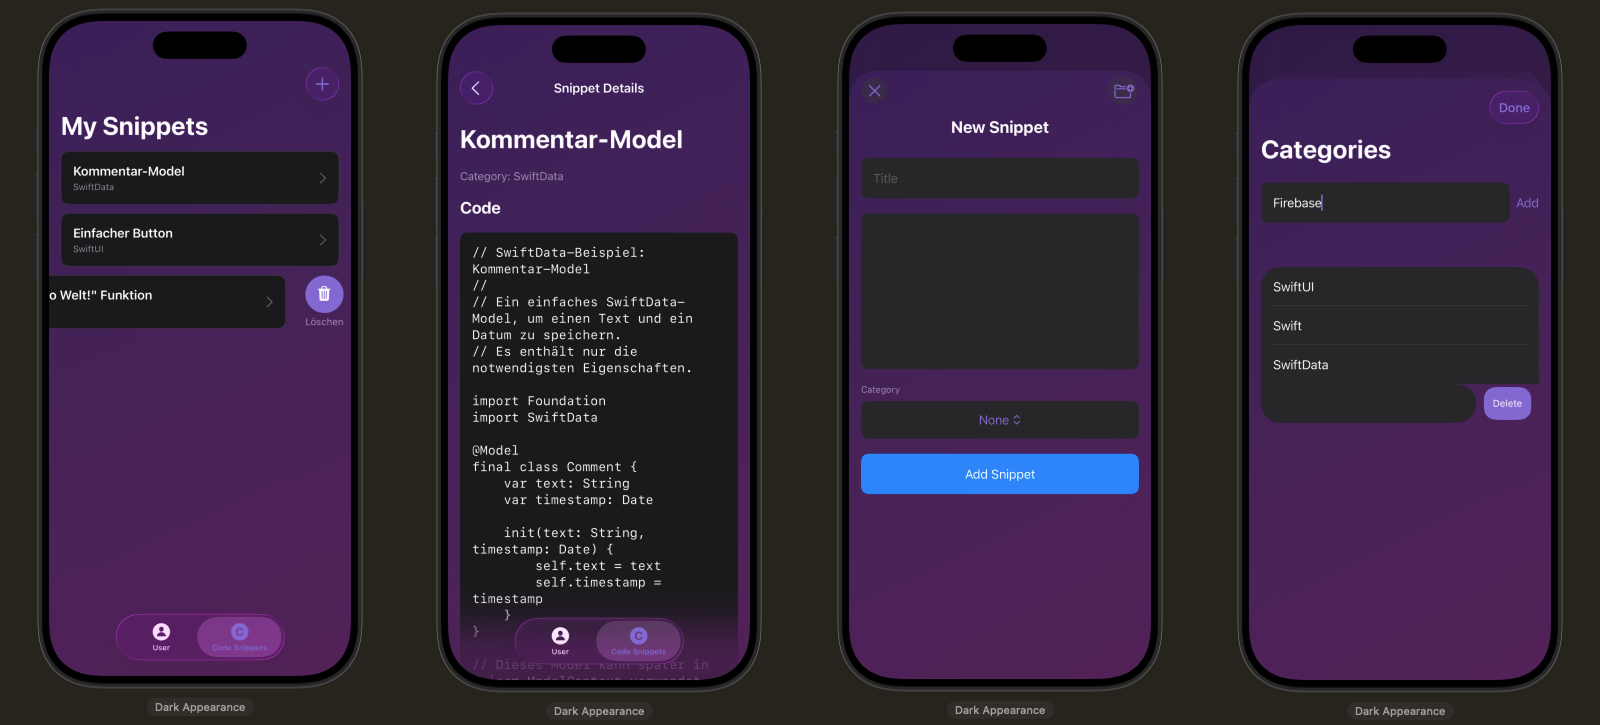 My Snippets
Kommentar-Model
SwiftData
Einfacher Button
SwiftUI
o Welt!" Funktion
Löschen
User
C
Code Snippets
Dark Appearance
Snippet Details
Kommentar-Model
Category: SwiftData
Code
// SwiftData-Beispiel:
Kommentar-Model
//
// Ein einfaches SwiftData-
Model, um einen Text und ein
Datum zu speichern.
// Es enthält nur die
notwendigsten Eigenschaften.
import Foundation
import SwiftData
@Model
final class Comment {
    var text: String
    var timestamp: Date
    init(text: String,
timestamp: Date) {
        self.text = text
        self.timestamp =
timestamp
    }
}
// Dieses Model kann später in
einem ModelContext verwendet
User
C
Code Snippets
Dark Appearance
New Snippet
Title
Category
None
Add Snippet
Dark Appearance
Done
Categories
Firebase
Add
SwiftUI
Swift
SwiftData
Delete
Dark Appearance